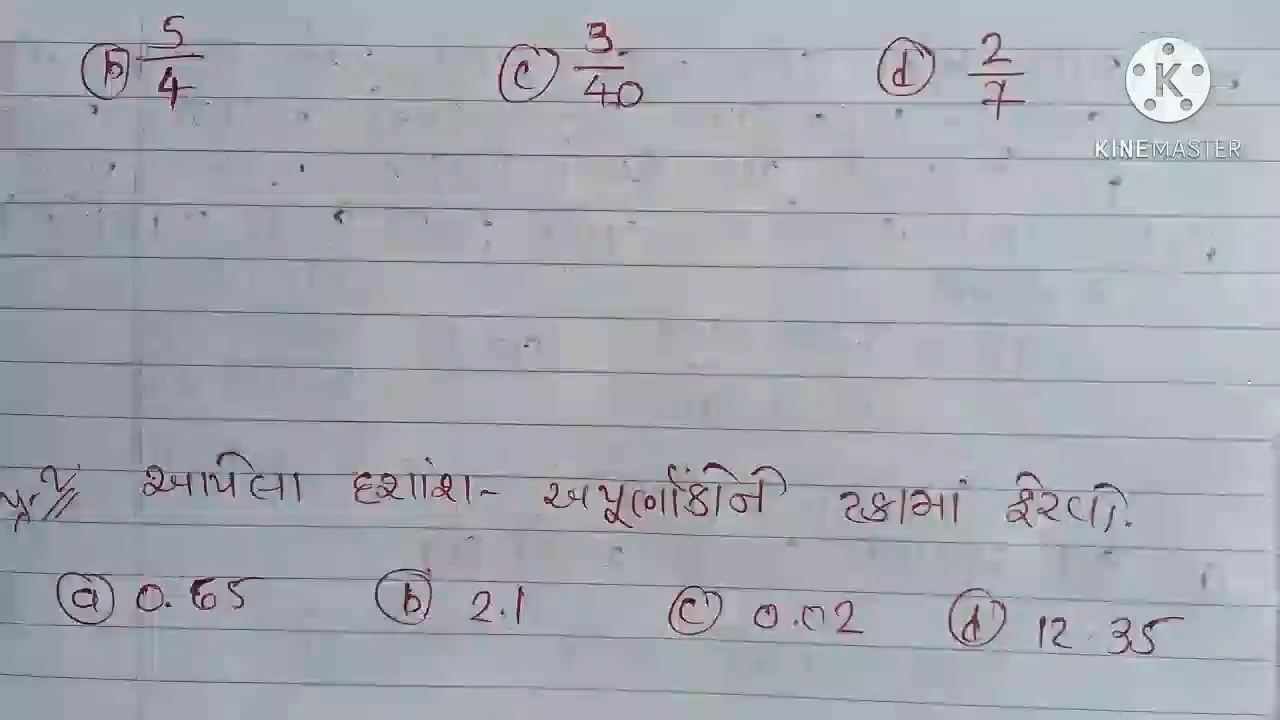 ⓑ 5/4 ⓒ 3/40 ⓓ 2/7
K
KINEMASTER
પ્ર-૨ આપેલા દશાંશ- અપૂર્ણાંકોને ટકામાં ફેરવો.
ⓐ 0.65 ⓑ 2.1 ⓒ 0.02 ⓓ 12.35